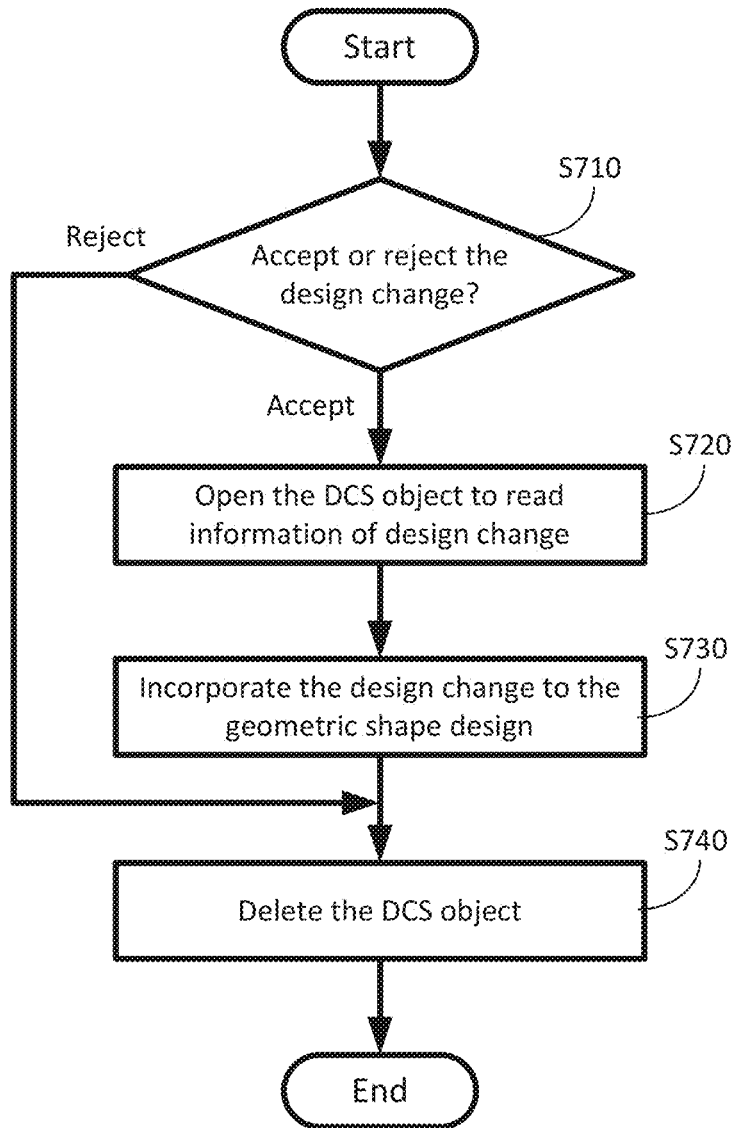 Start
S710
Reject
Accept or reject the
design change?
Accept
S720
Open the DCS object to read
information of design change
S730
Incorporate the design change to the
geometric shape design
S740
Delete the DCS object
End